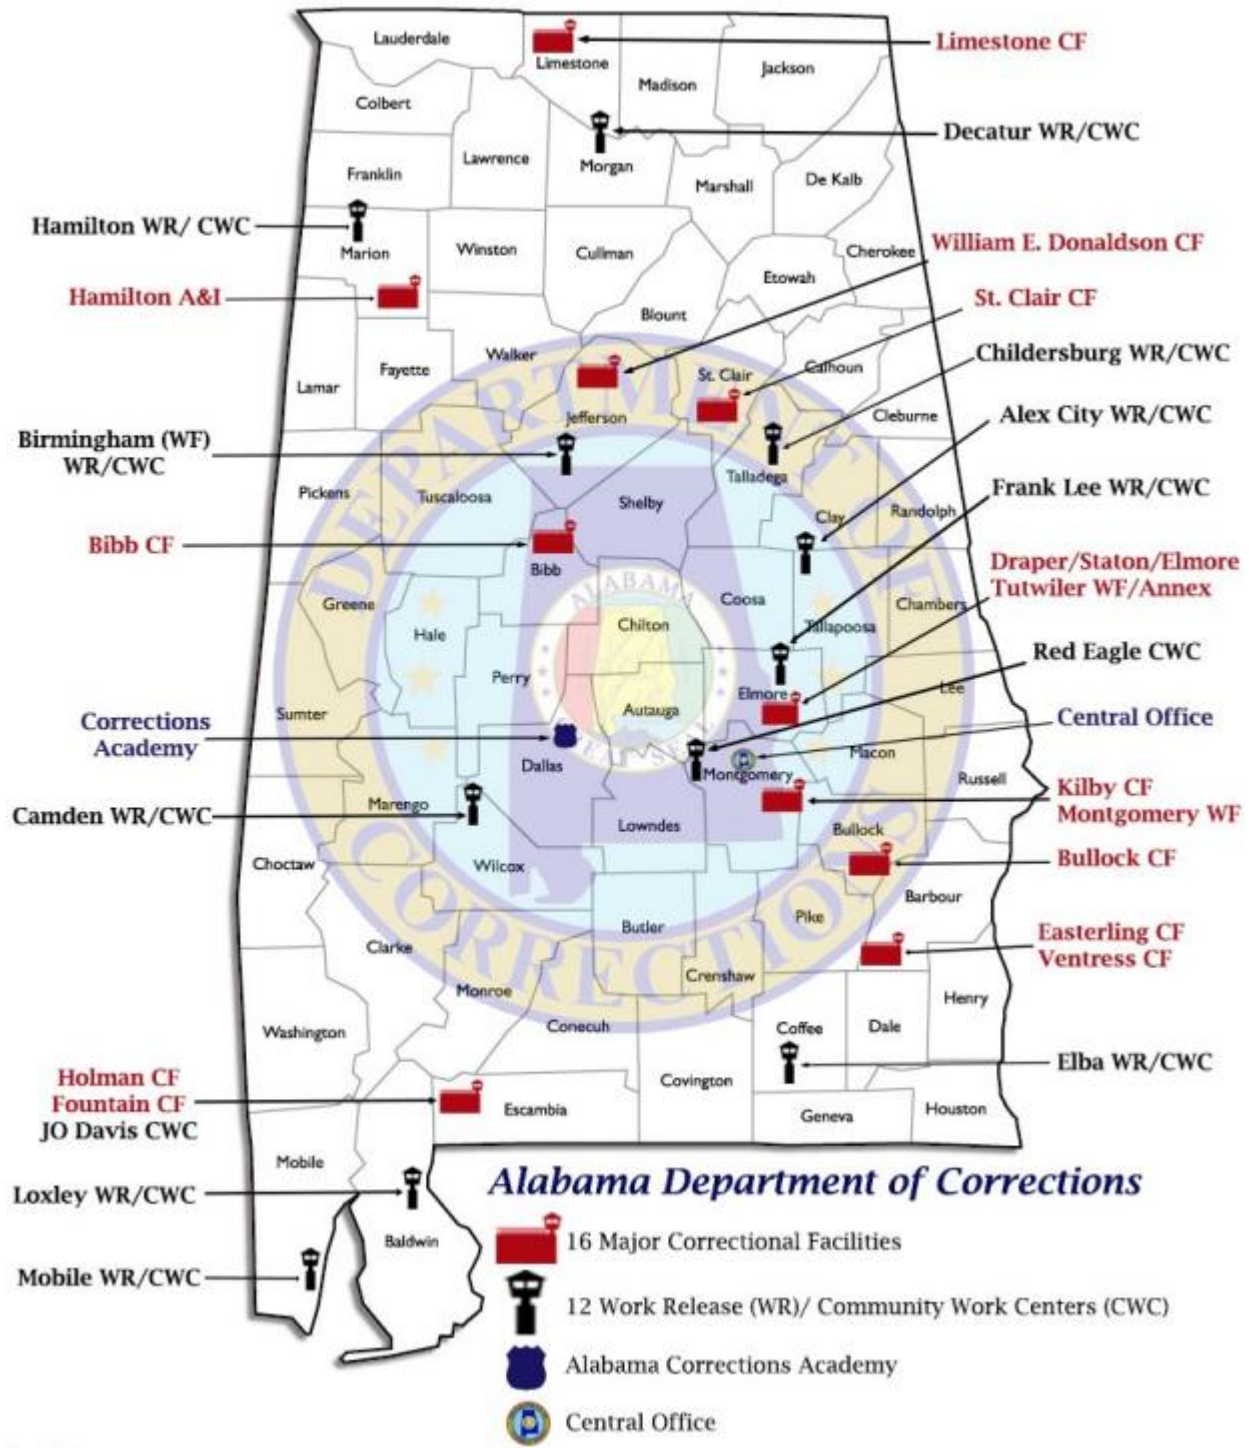 Lauderdale
Limestone
Limestone CF
Madison
Jackson
Colbert
Decatur WR/CWC
Lawrence
Morgan
Franklin
Marshall
De Kalb
Hamilton WR/ CWC
Marion
Winston
Cullman
Cherokee
William E. Donaldson CF
Etowah
Hamilton A&I
St. Clair CF
Blount
Walker
Childersburg WR/CWC
Fayette
St. Clair
Calhoun
Lamar
Jefferson
Cleburne
Alex City WR/CWC
Birmingham (WF)
WR/CWC
DEPARTMENT OF
Talladega
Pickens
Tuscaloosa
Shelby
Frank Lee WR/CWC
Clay
Randolph
Bibb CF
Bibb
Draper/Staton/Elmore
Tutwiler WF/Annex
ALABAMA
Greene
Hale
Chilton
Coosa
Tallapoosa
Chambers
Red Eagle CWC
Perry
Elmore
Lee
Sumter
Autauga
Central Office
Corrections
Academy
Dallas
STATE SEAL
Montgomery
Macon
Russell
Kilby CF
Montgomery WF
Marengo
Camden WR/CWC
Lowndes
Bullock
Bullock CF
Choctaw
Wilcox
Barbour
CORRECTIONS
Butler
Pike
Easterling CF
Ventress CF
Clarke
Crenshaw
Monroe
Henry
Washington
Conecuh
Coffee
Dale
Elba WR/CWC
Holman CF
Fountain CF
JO Davis CWC
Escambia
Covington
Geneva
Houston
Mobile
Loxley WR/CWC
Baldwin
Mobile WR/CWC
Alabama Department of Corrections
16 Major Correctional Facilities
12 Work Release (WR)/ Community Work Centers (CWC)
Alabama Corrections Academy
Central Office